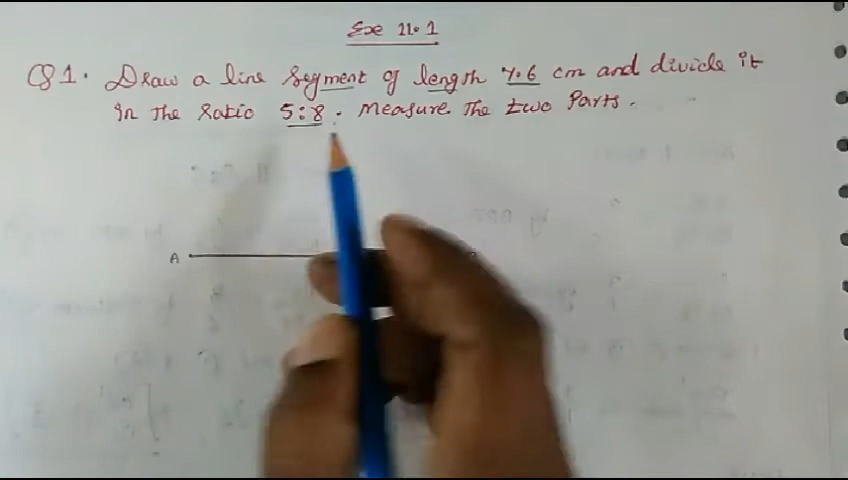 Exe 11.1
Q1. Draw a line segment of length 7.6 cm and divide it
in the ratio 5:8. Measure the two parts.
A